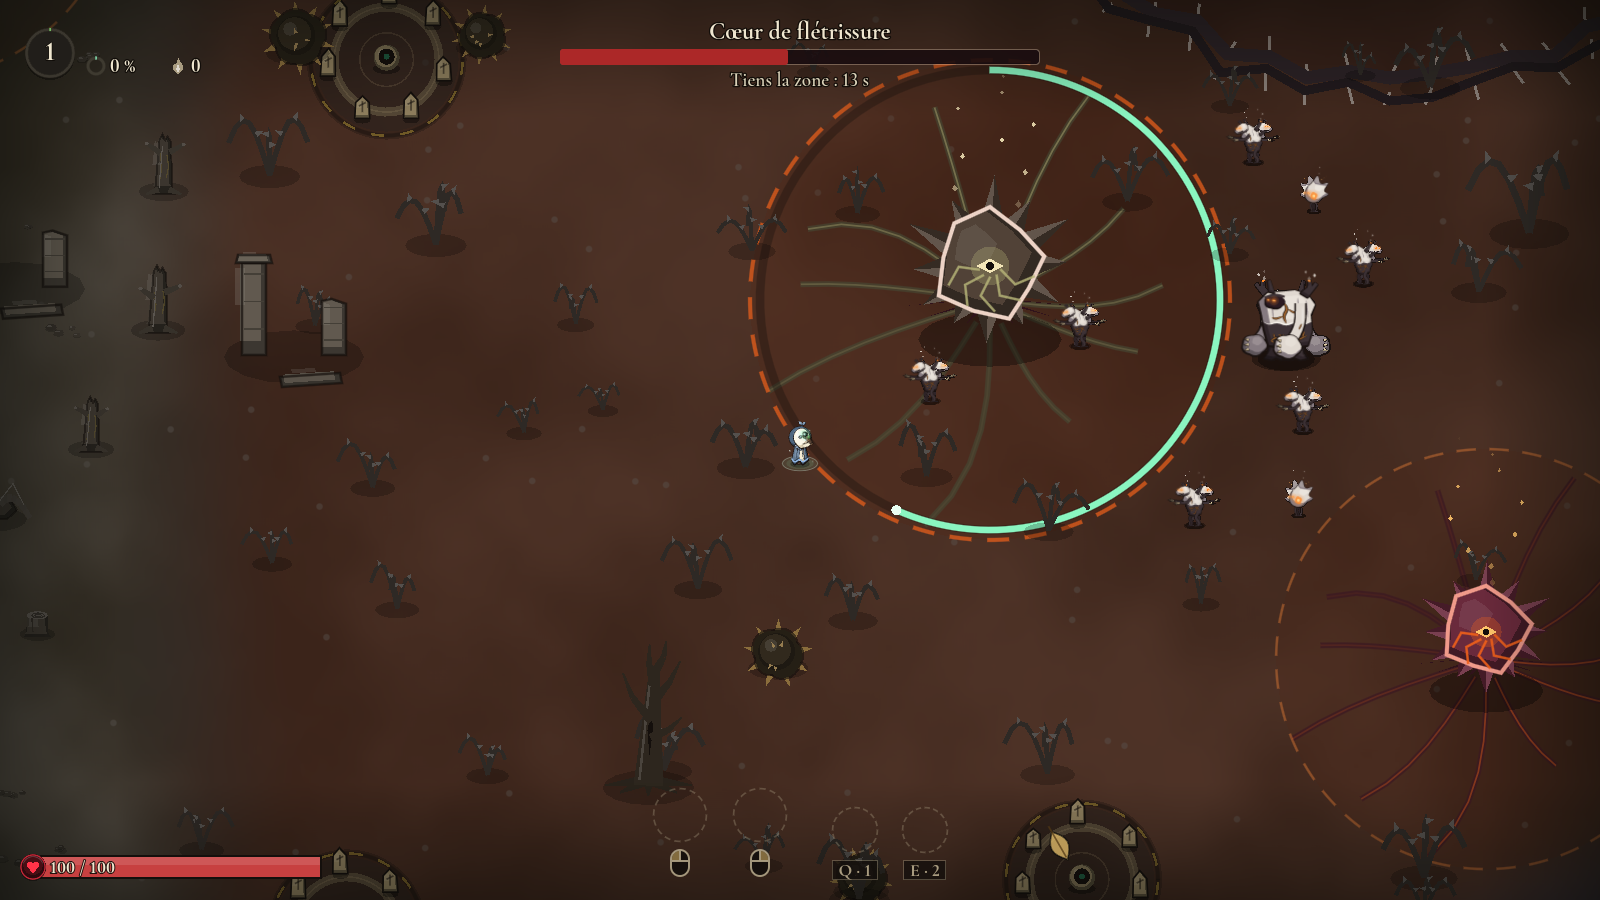 Cœur de flétrissure
1
0 %
0
Tiens la zone : 13 s
100 / 100
Q · 1
E · 2